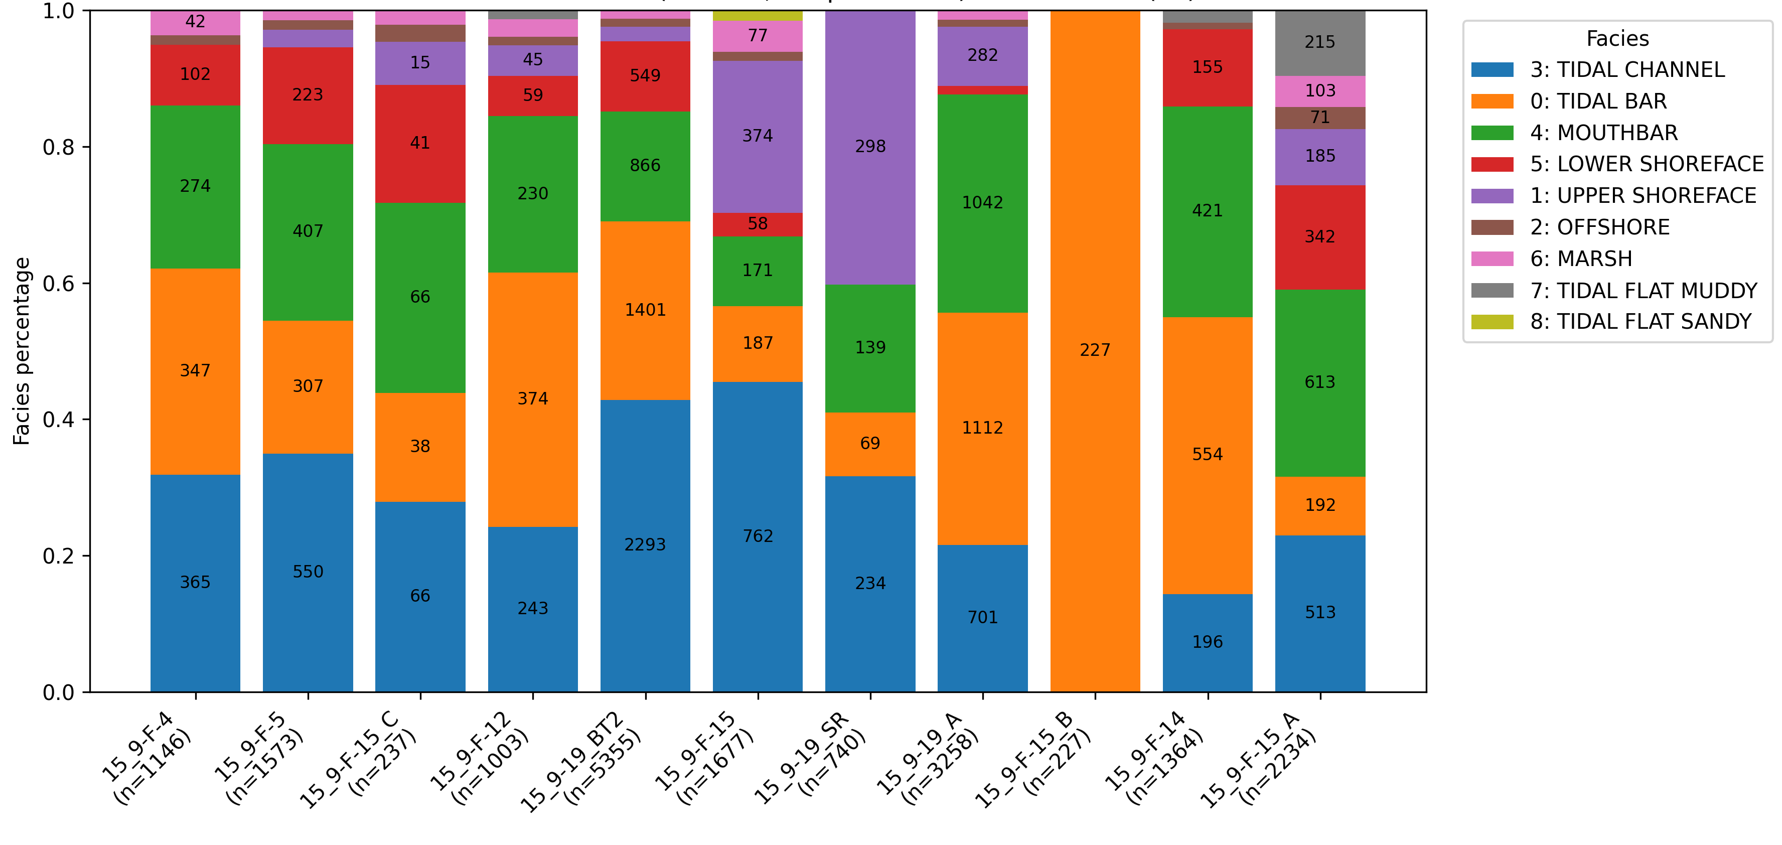 1.0
0.8
0.6
0.4
0.2
0.0
Facies percentage
42
102
274
347
365
223
407
307
550
15
41
66
38
66
45
59
230
374
243
549
866
1401
2293
77
374
58
171
187
762
298
139
69
234
282
1042
1112
701
227
155
421
554
196
215
103
71
185
342
613
192
513
15_9-F-4
(n=1146)
15_9-F-5
(n=1573)
15_9-F-15_C
(n=237)
15_9-F-12
(n=1003)
15_9-19_BT2
(n=5355)
15_9-F-15
(n=1677)
15_9-19_SR
(n=740)
15_9-19_A
(n=3258)
15_9-F-15_B
(n=227)
15_9-F-14
(n=1364)
15_9-F-15_A
(n=2234)
Facies
3: TIDAL CHANNEL
0: TIDAL BAR
4: MOUTHBAR
5: LOWER SHOREFACE
1: UPPER SHOREFACE
2: OFFSHORE
6: MARSH
7: TIDAL FLAT MUDDY
8: TIDAL FLAT SANDY